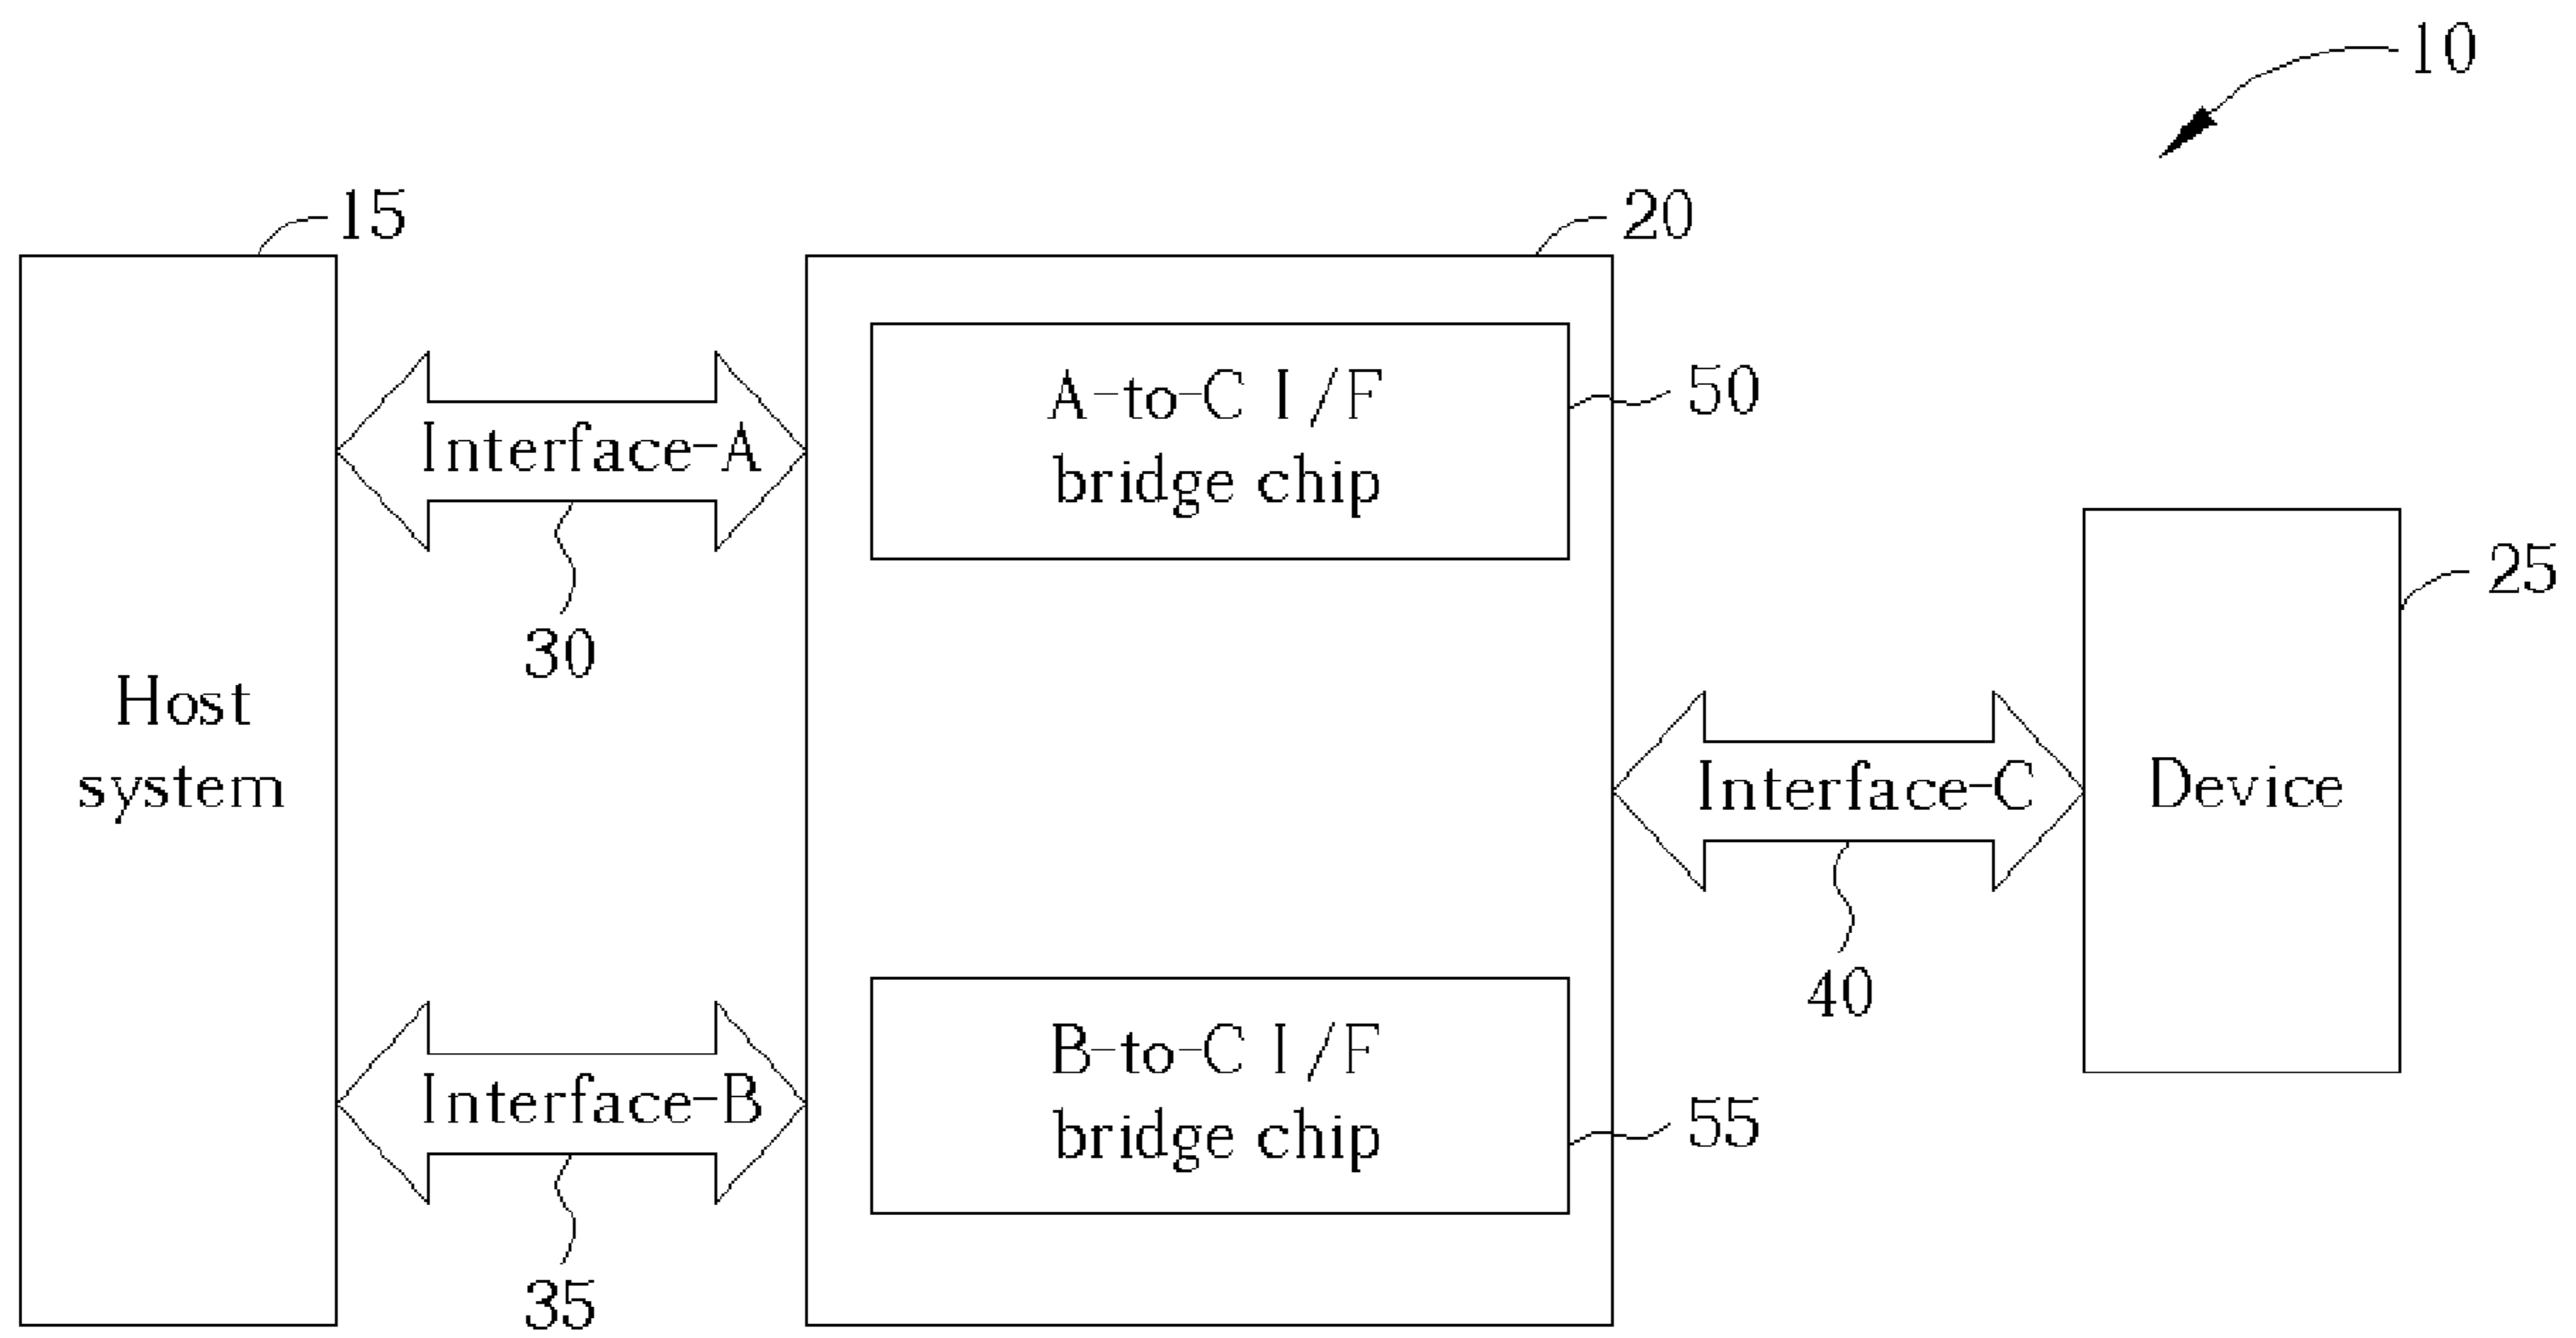 10
15
20
A-to-C I/F
bridge chip
50
Interface-A
30
25
Host
system
Interface-C
Device
40
B-to-C I/F
bridge chip
55
Interface-B
35